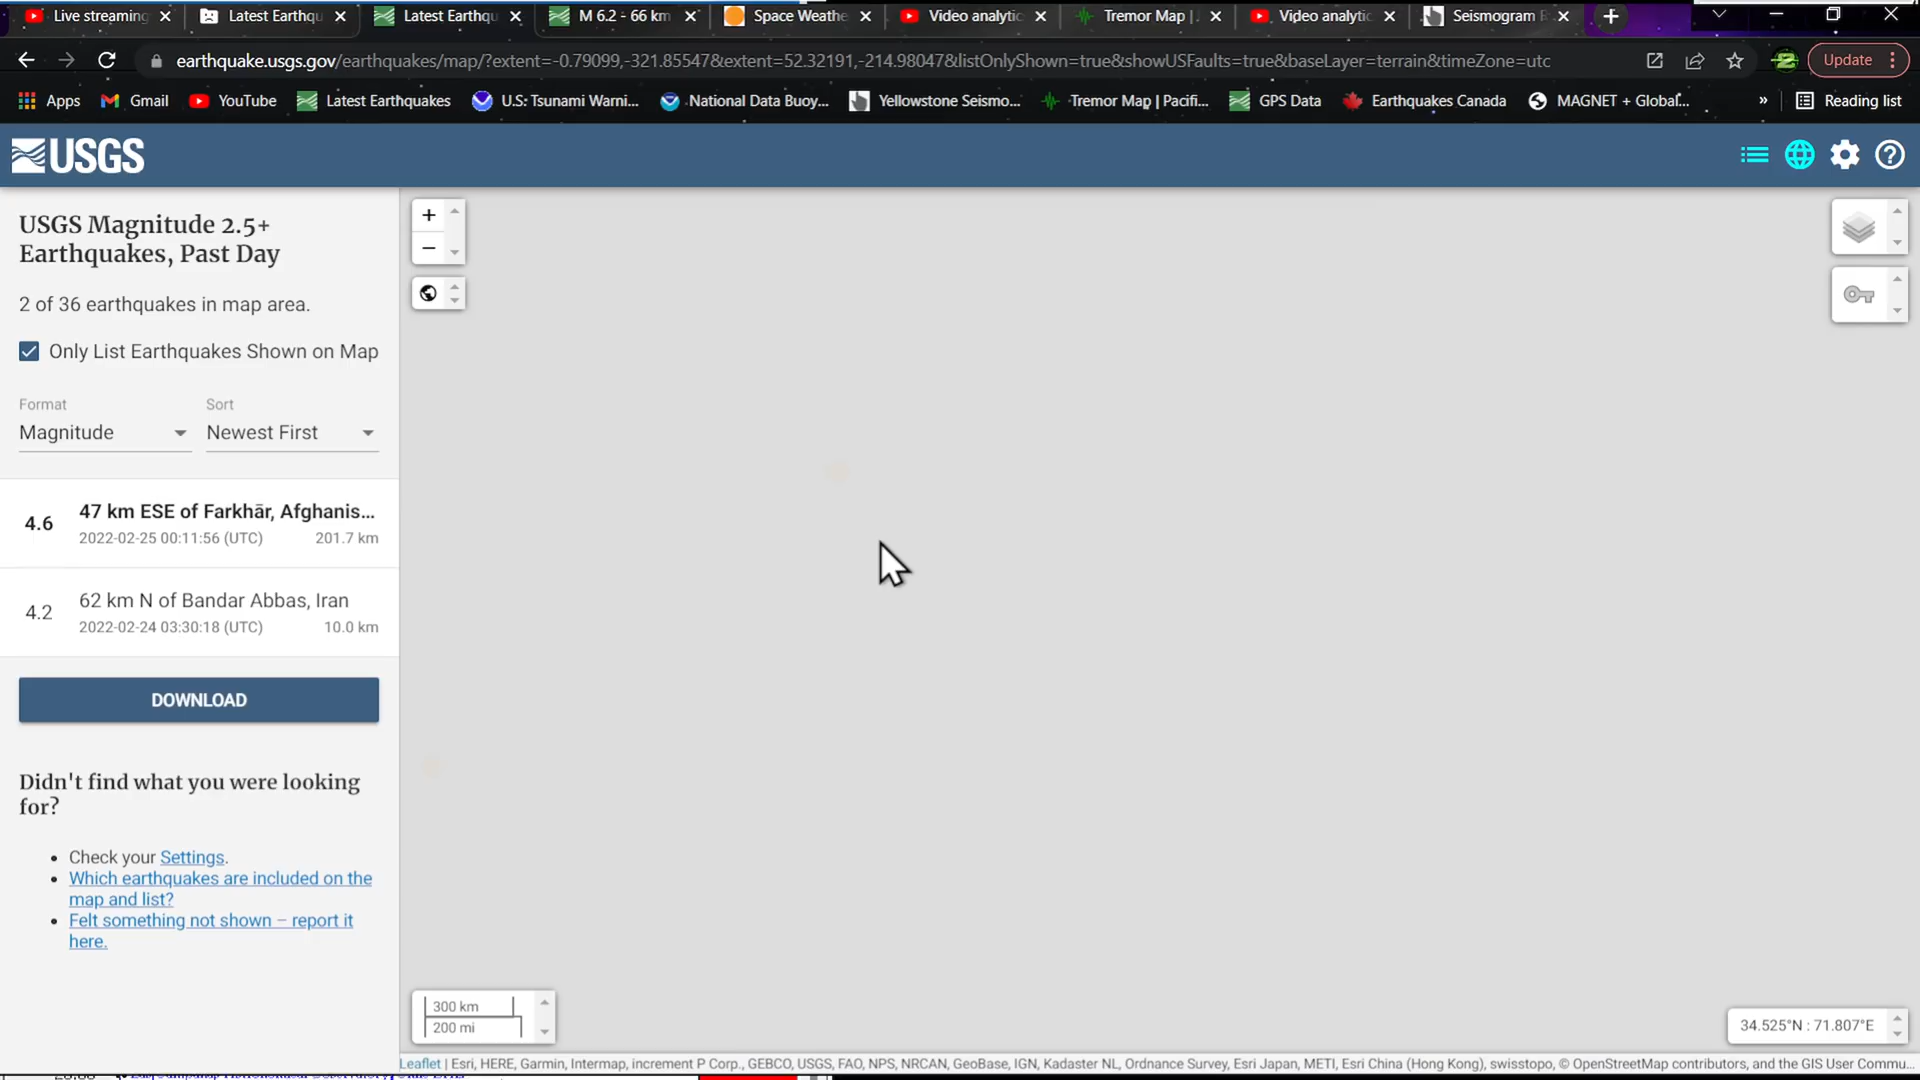 Live streaming
Latest Earthqu
Latest Earthqu
M 6.2 - 66 km
Space Weathe
Video analytic
Tremor Map |
Video analytic
Seismogram
earthquake.usgs.gov/earthquakes/map/?extent=-0.79099,-321.85547&extent=52.32191,-214.98047&listOnlyShown=true&showUSFaults=true&baseLayer=terrain&timeZone=utc
Update
Apps
Gmail
YouTube
Latest Earthquakes
U.S. Tsunami Warni...
National Data Buoy...
Yellowstone Seismo...
Tremor Map | Pacifi...
GPS Data
Earthquakes Canada
MAGNET + Global...
»
Reading list
USGS
USGS Magnitude 2.5+
Earthquakes, Past Day
2 of 36 earthquakes in map area.
Only List Earthquakes Shown on Map
Format
Sort
Magnitude
Newest First
4.6
47 km ESE of Farkhār, Afghanis...
2022-02-25 00:11:56 (UTC)
201.7 km
4.2
62 km N of Bandar Abbas, Iran
2022-02-24 03:30:18 (UTC)
10.0 km
DOWNLOAD
Didn't find what you were looking
for?
• Check your Settings.
• Which earthquakes are included on the
map and list?
• Felt something not shown – report it
here.
+
−
300 km
200 mi
34.525°N : 71.807°E
Leaflet | Esri, HERE, Garmin, Intermap, increment P Corp., GEBCO, USGS, FAO, NPS, NRCAN, GeoBase, IGN, Kadaster NL, Ordnance Survey, Esri Japan, METI, Esri China (Hong Kong), swisstopo, © OpenStreetMap contributors, and the GIS User Commu...